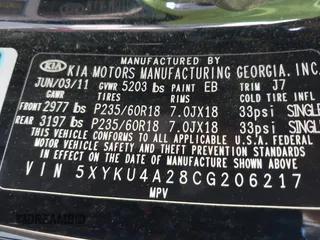 MANUFACTURED BY
KIA KIA MOTORS MANUFACTURING GEORGIA, INC.
JUN/03/11 GVWR 5203 lbs PAINT EB TRIM J7
GAWR TIRES RIMS COLD TIRE INFL
FRONT 2977 lbs P235/60R18 7.0JX18 33psi SINGL
REAR 3197 lbs P235/60R18 7.0JX18 33psi SINGLE
THIS VEHICLE CONFORMS TO ALL APPLICABLE
U.S.A. FEDERAL
MOTOR VEHICLE SAFETY AND THEFT PREVENTION
STANDARDS IN EFFECT ON THE DATE OF
MANUFACTURE SHOWN ABOVE
VIN 5XYKU4A28CG206217
MPV